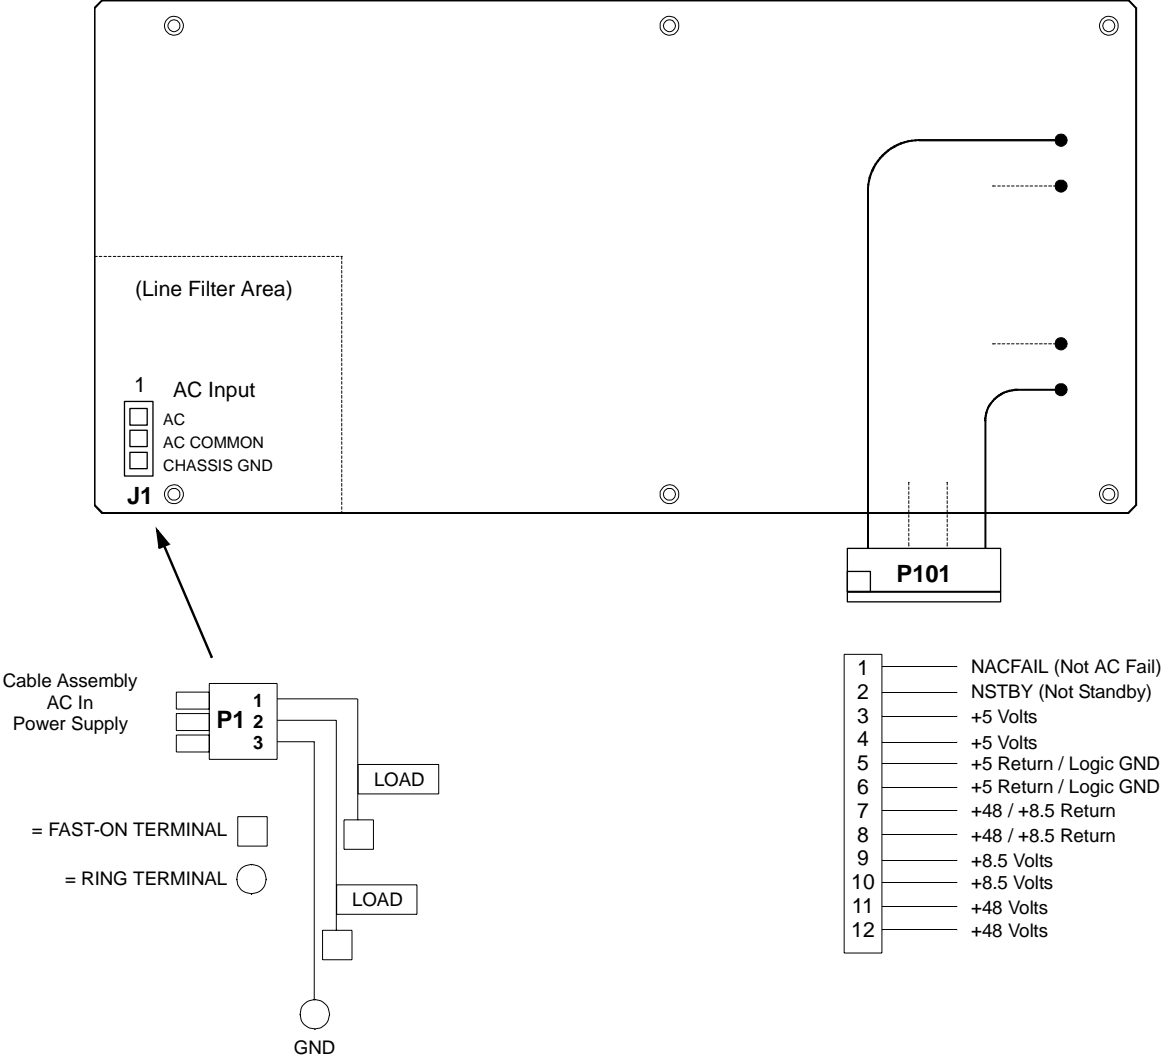 (Line Filter Area)
1
AC Input
AC
AC COMMON
CHASSIS GND
J1
P101
Cable Assembly
AC In
Power Supply
P1
1
2
3
LOAD
= FAST-ON TERMINAL
= RING TERMINAL
LOAD
GND
1 NACFAIL (Not AC Fail)
2 NSTBY (Not Standby)
3 +5 Volts
4 +5 Volts
5 +5 Return / Logic GND
6 +5 Return / Logic GND
7 +48 / +8.5 Return
8 +48 / +8.5 Return
9 +8.5 Volts
10 +8.5 Volts
11 +48 Volts
12 +48 Volts